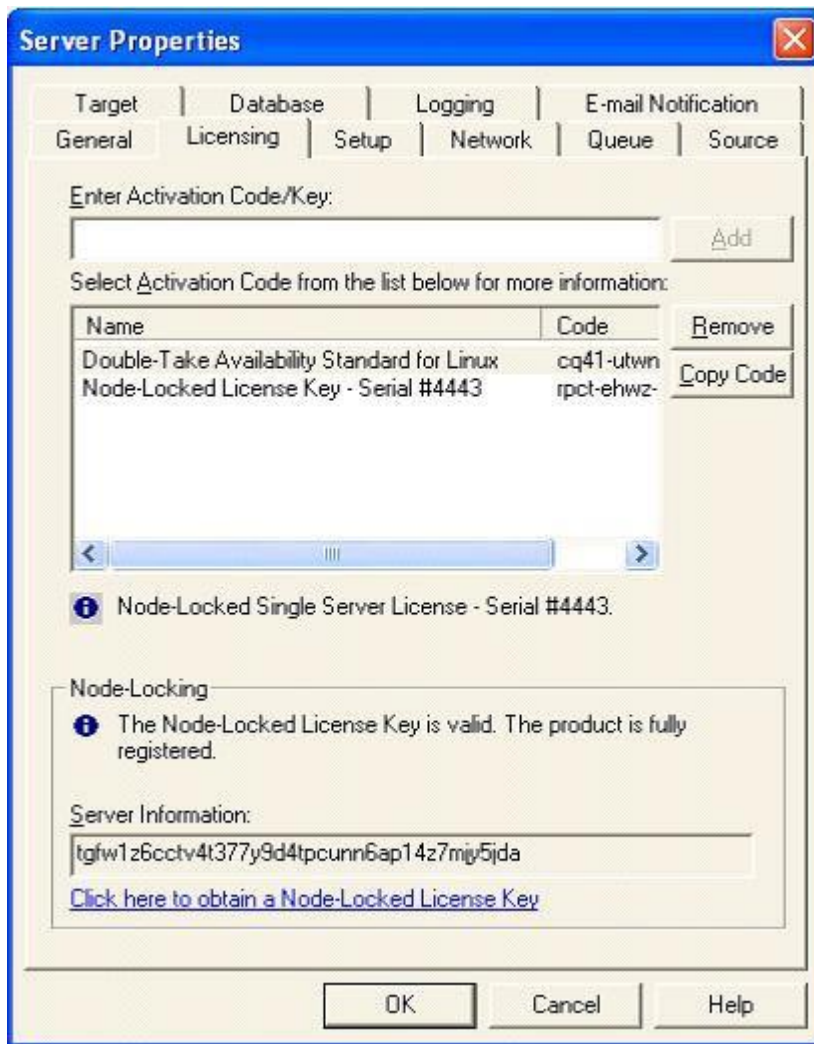 Server Properties
Target Database Logging E-mail Notification
General Licensing Setup Network Queue Source
Enter Activation Code/Key:
Add
Select Activation Code from the list below for more information:
Name Code Remove
Double-Take Availability Standard for Linux cq41-utwn
Copy Code
Node-Locked License Key - Serial #4443 rpct-ehwz-
Node-Locked Single Server License - Serial #4443.
Node-Locking
The Node-Locked License Key is valid. The product is fully
registered.
Server Information:
tgfw1z6cctv4t377y9d4tpcunn6ap14z7mjy5jda
Click here to obtain a Node-Locked License Key
OK Cancel Help